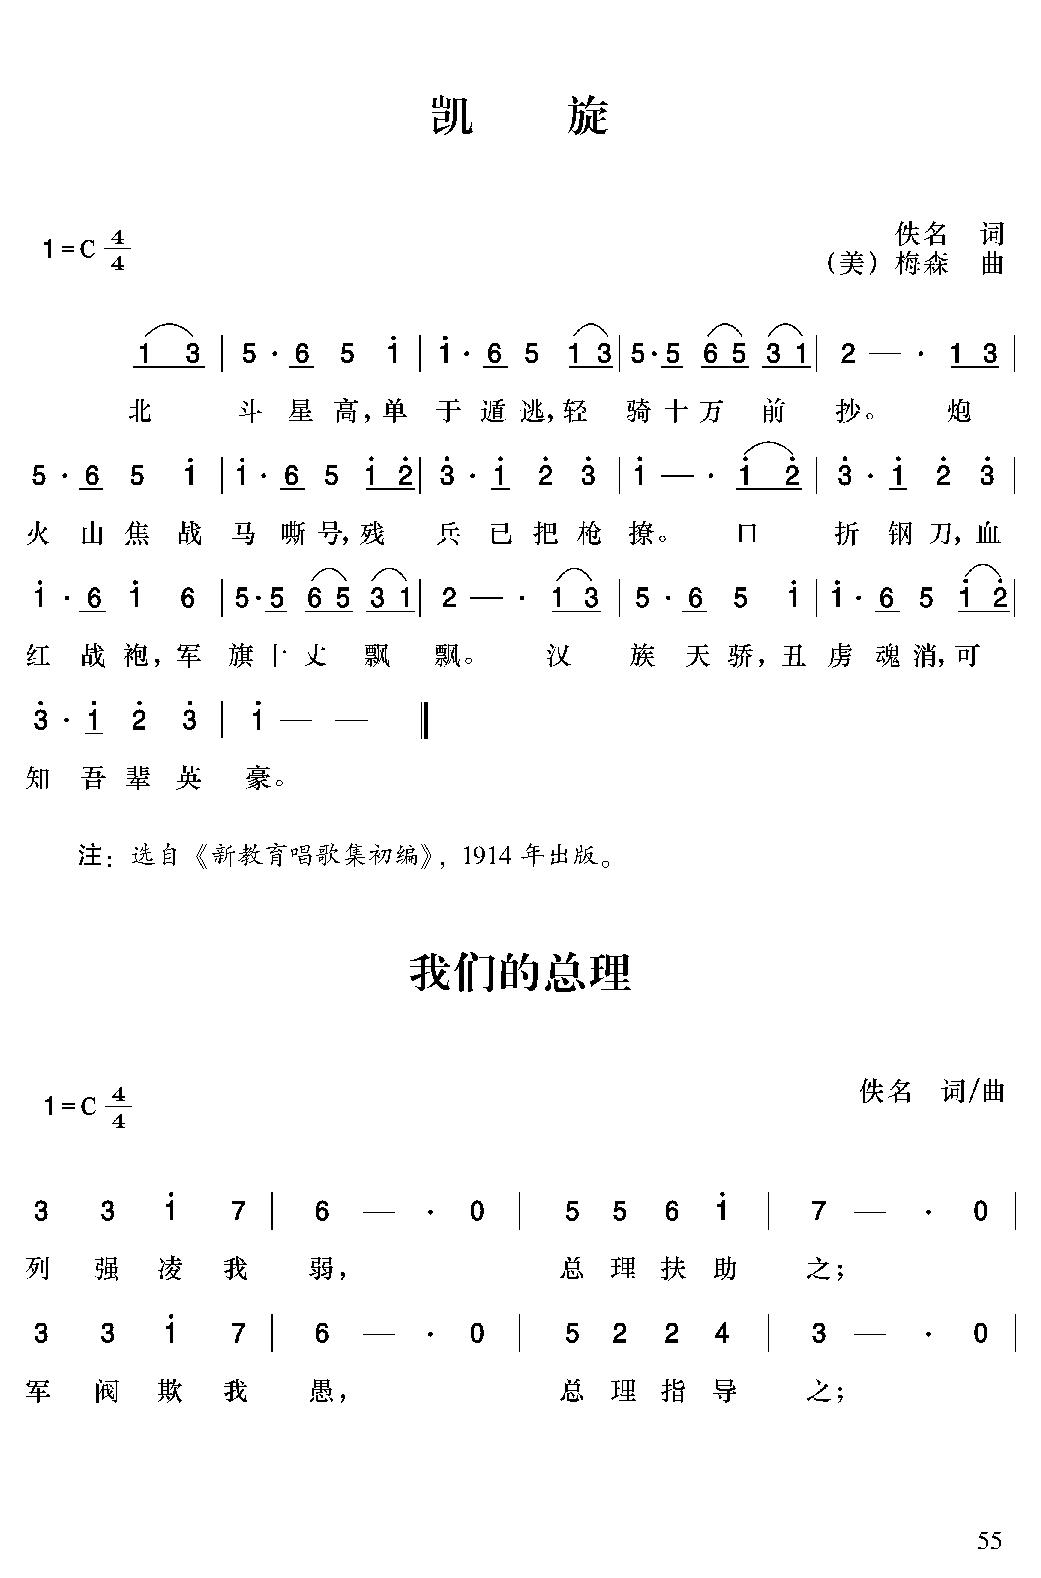 凯 旋
1=C 4/4
佚名 词
（美）梅森 曲
1 3 | 5 · 6 5 i | i · 6 5 1 3 | 5 · 5 6 5 3 1 | 2 — · 1 3 |
北 斗 星 高，单 于 遁 逃，轻 骑 十 万 前 抄。 炮
5 · 6 5 i | i · 6 5 i 2 | 3 · i 2 3 | i — · i 2 | 3 · i 2 3 |
火 山 焦 战 马 嘶 号，残 兵 已 把 枪 撩。 口 折 钢 刀，血
i · 6 i 6 | 5 · 5 6 5 3 1 | 2 — · 1 3 | 5 · 6 5 i | i · 6 5 i 2 |
红 战 袍，军 旗 十 丈 飘 飘。 汉 族 天 骄，丑 虏 魂 消，可
3 · i 2 3 | i — — ‖
知 吾 辈 英 豪。
注：选自《新教育唱歌集初编》，1914 年出版。
我们的总理
1=C 4/4
佚名 词/曲
3 3 i 7 | 6 — · 0 | 5 5 6 i | 7 — · 0 |
列 强 凌 我 弱， 总 理 扶 助 之；
3 3 i 7 | 6 — · 0 | 5 2 2 4 | 3 — · 0 |
军 阀 欺 我 愚， 总 理 指 导 之；
55